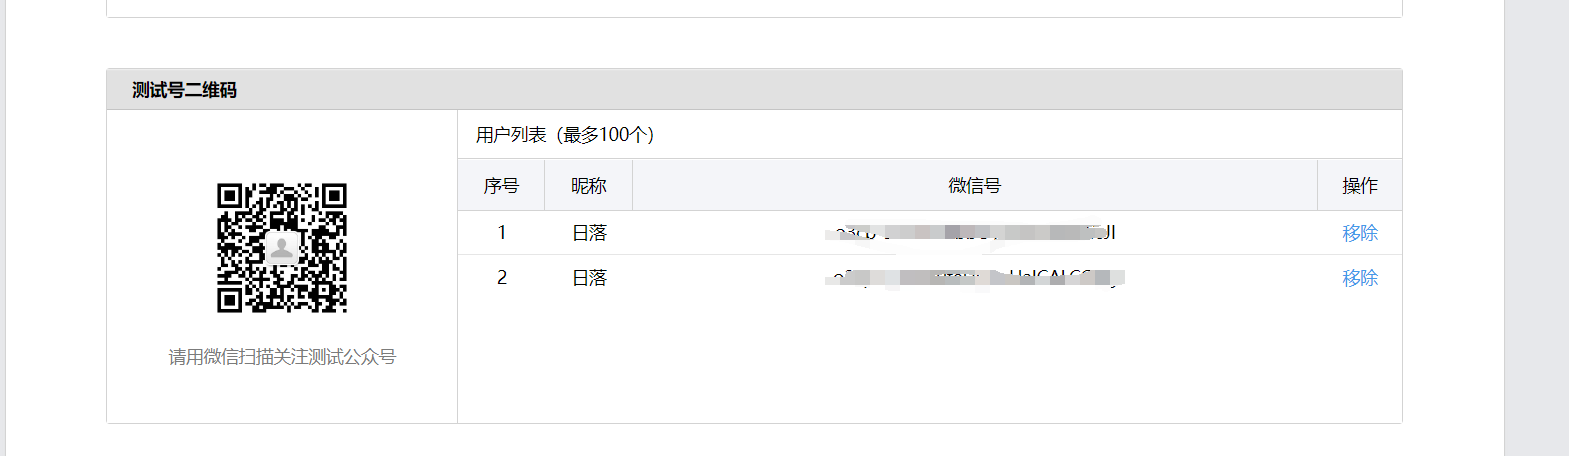 测试号二维码
用户列表（最多100个）
序号 昵称 微信号 操作
1 日落 移除
2 日落 移除
请用微信扫描关注测试公众号